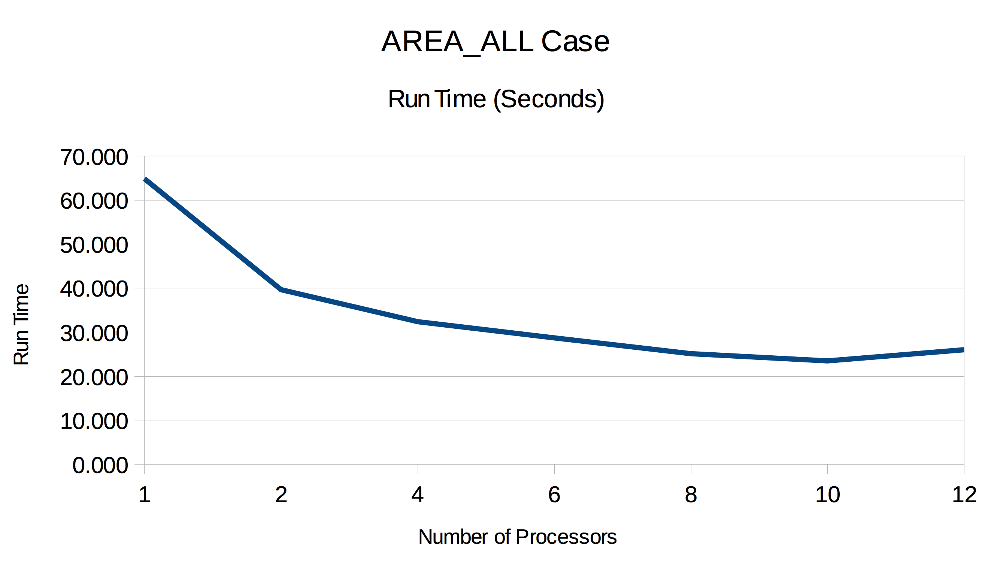 AREA_ALL Case
Run Time (Seconds)
70.000
60.000
50.000
40.000
30.000
20.000
10.000
0.000
Run Time
1 2 4 6 8 10 12
Number of Processors